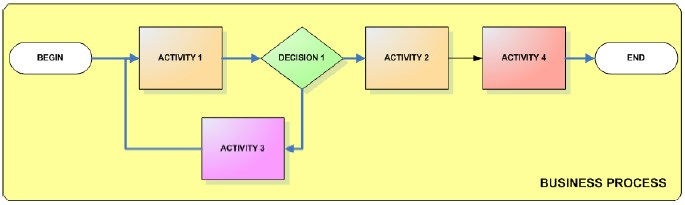 BEGIN
ACTIVITY 1
DECISION 1
ACTIVITY 2
ACTIVITY 4
END
ACTIVITY 3
BUSINESS PROCESS